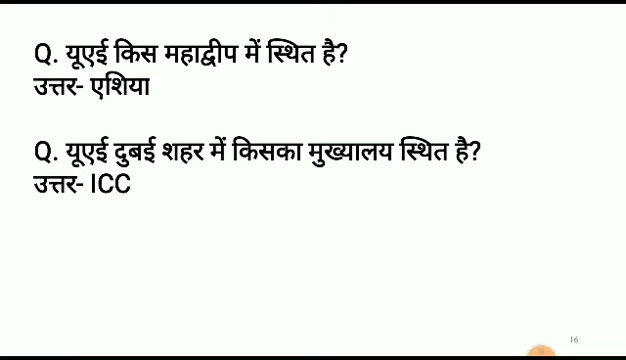 Q. यूएई किस महाद्वीप में स्थित है?
उत्तर- एशिया
Q. यूएई दुबई शहर में किसका मुख्यालय स्थित है?
उत्तर- ICC
16